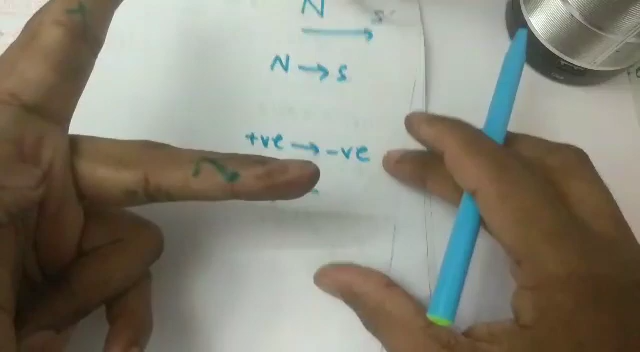 N
S
N → S
+ve → -ve